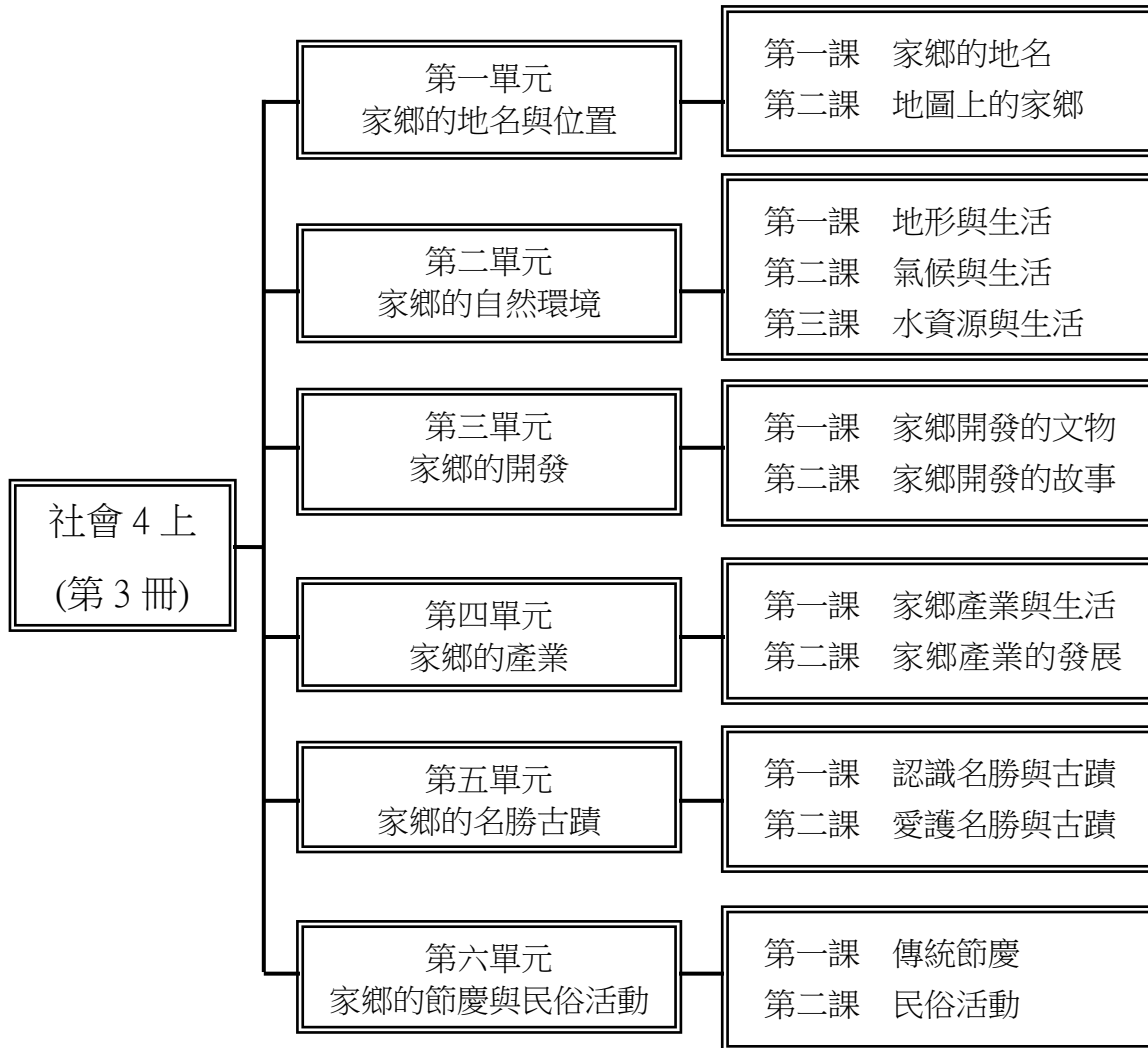 社會 4 上
(第 3 冊)
第一單元
家鄉的地名與位置
第一課　家鄉的地名
第二課　地圖上的家鄉
第二單元
家鄉的自然環境
第一課　地形與生活
第二課　氣候與生活
第三課　水資源與生活
第三單元
家鄉的開發
第一課　家鄉開發的文物
第二課　家鄉開發的故事
第四單元
家鄉的產業
第一課　家鄉產業與生活
第二課　家鄉產業的發展
第五單元
家鄉的名勝古蹟
第一課　認識名勝與古蹟
第二課　愛護名勝與古蹟
第六單元
家鄉的節慶與民俗活動
第一課　傳統節慶
第二課　民俗活動